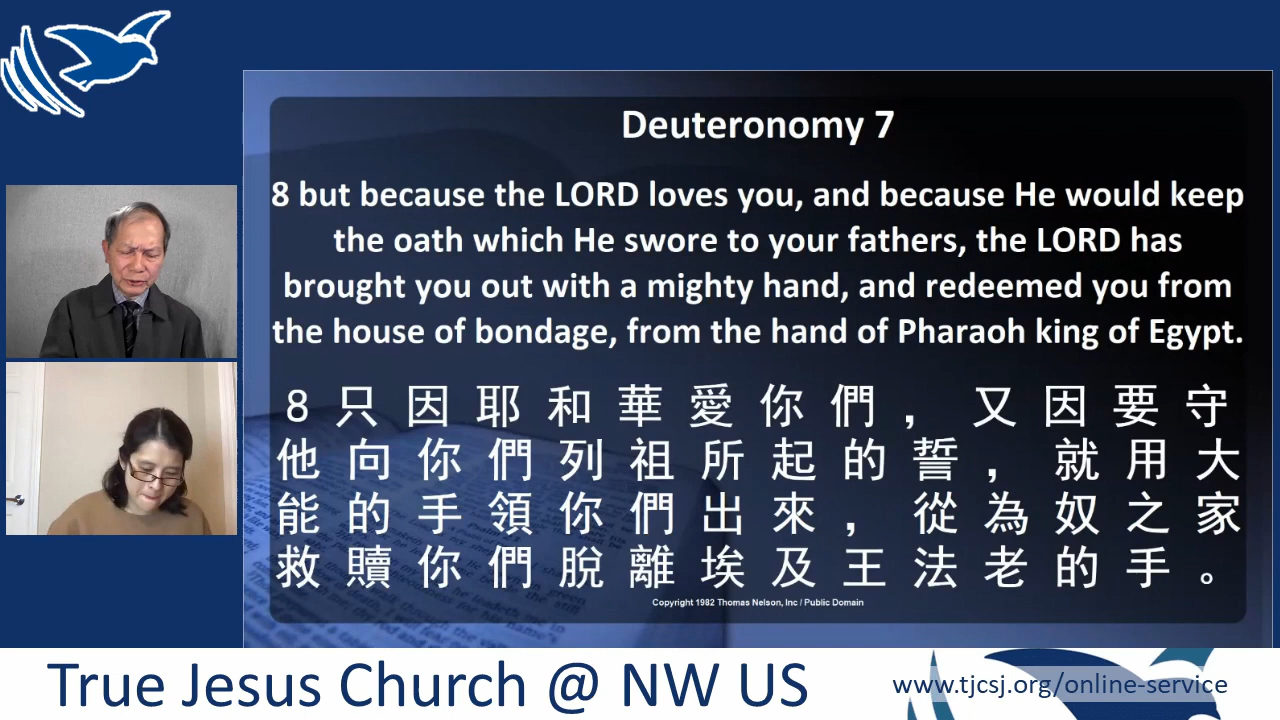 Deuteronomy 7
8 but because the LORD loves you, and because He would keep
the oath which He swore to your fathers, the LORD has
brought you out with a mighty hand, and redeemed you from
the house of bondage, from the hand of Pharaoh king of Egypt.
8只因耶和華愛你們，又因要守
他向你們列祖所起的誓，就用大
能的手領你們出來，從為奴之家
救贖你們脫離埃及王法老的手。
Copyright 1982 Thomas Nelson, Inc / Public Domain
True Jesus Church @ NW US
www.tjcsj.org/online-service